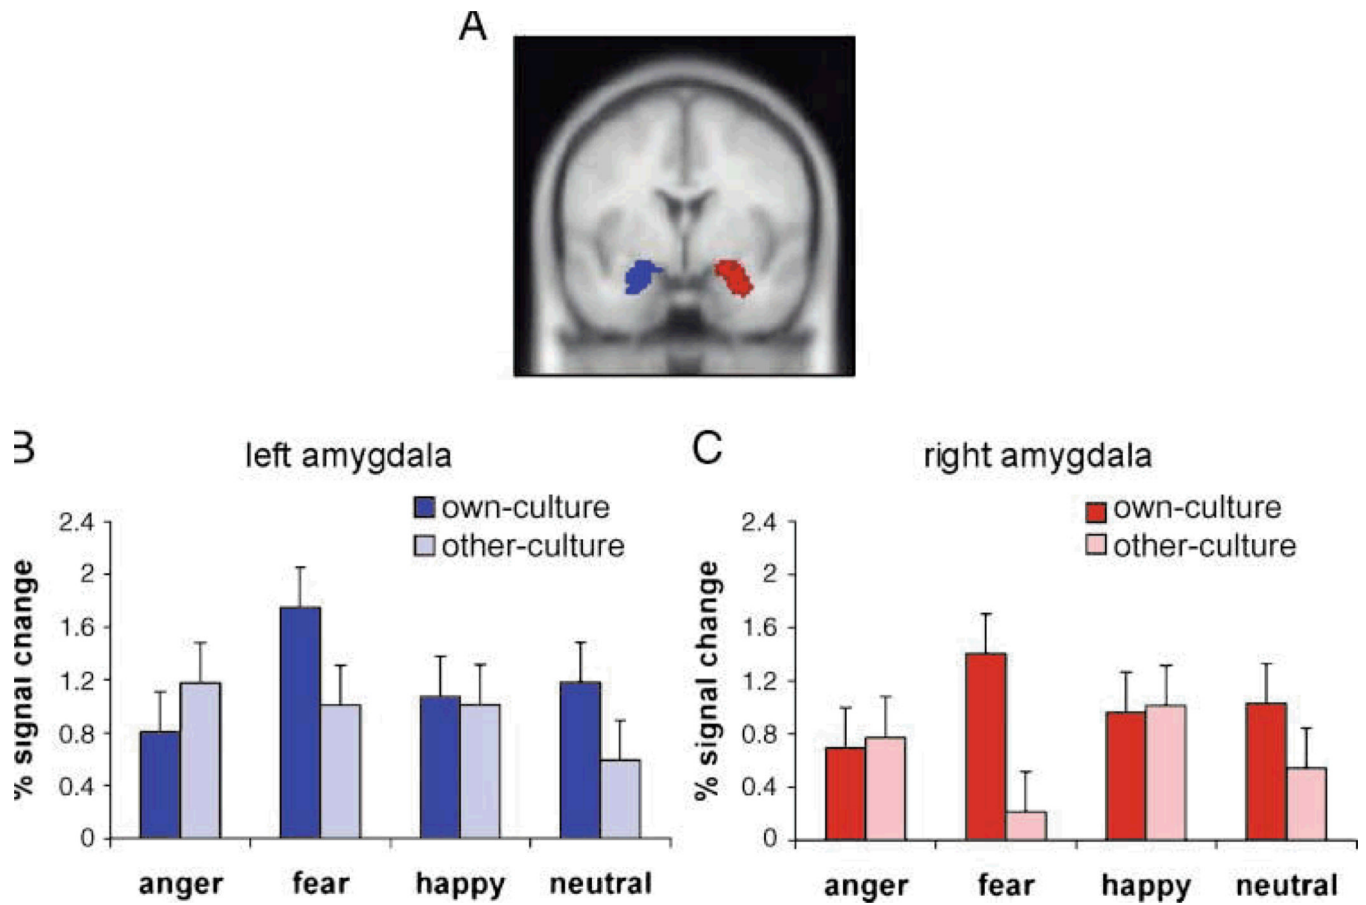 A
B
left amygdala
own-culture
other-culture
% signal change
2.4
2
1.6
1.2
0.8
0.4
0
anger fear happy neutral
C
right amygdala
own-culture
other-culture
% signal change
2.4
2
1.6
1.2
0.8
0.4
0
anger fear happy neutral